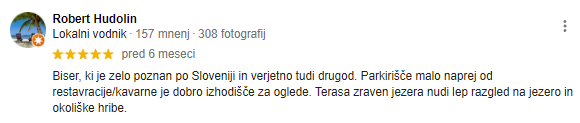 Robert Hudolin
Lokalni vodnik · 157 mnenj · 308 fotografij
pred 6 meseci
Biser, ki je zelo poznan po Sloveniji in verjetno tudi drugod. Parkirišče malo naprej od
restavracije/kavarne je dobro izhodišče za oglede. Terasa zraven jezera nudi lep razgled na jezero in
okoliške hribe.